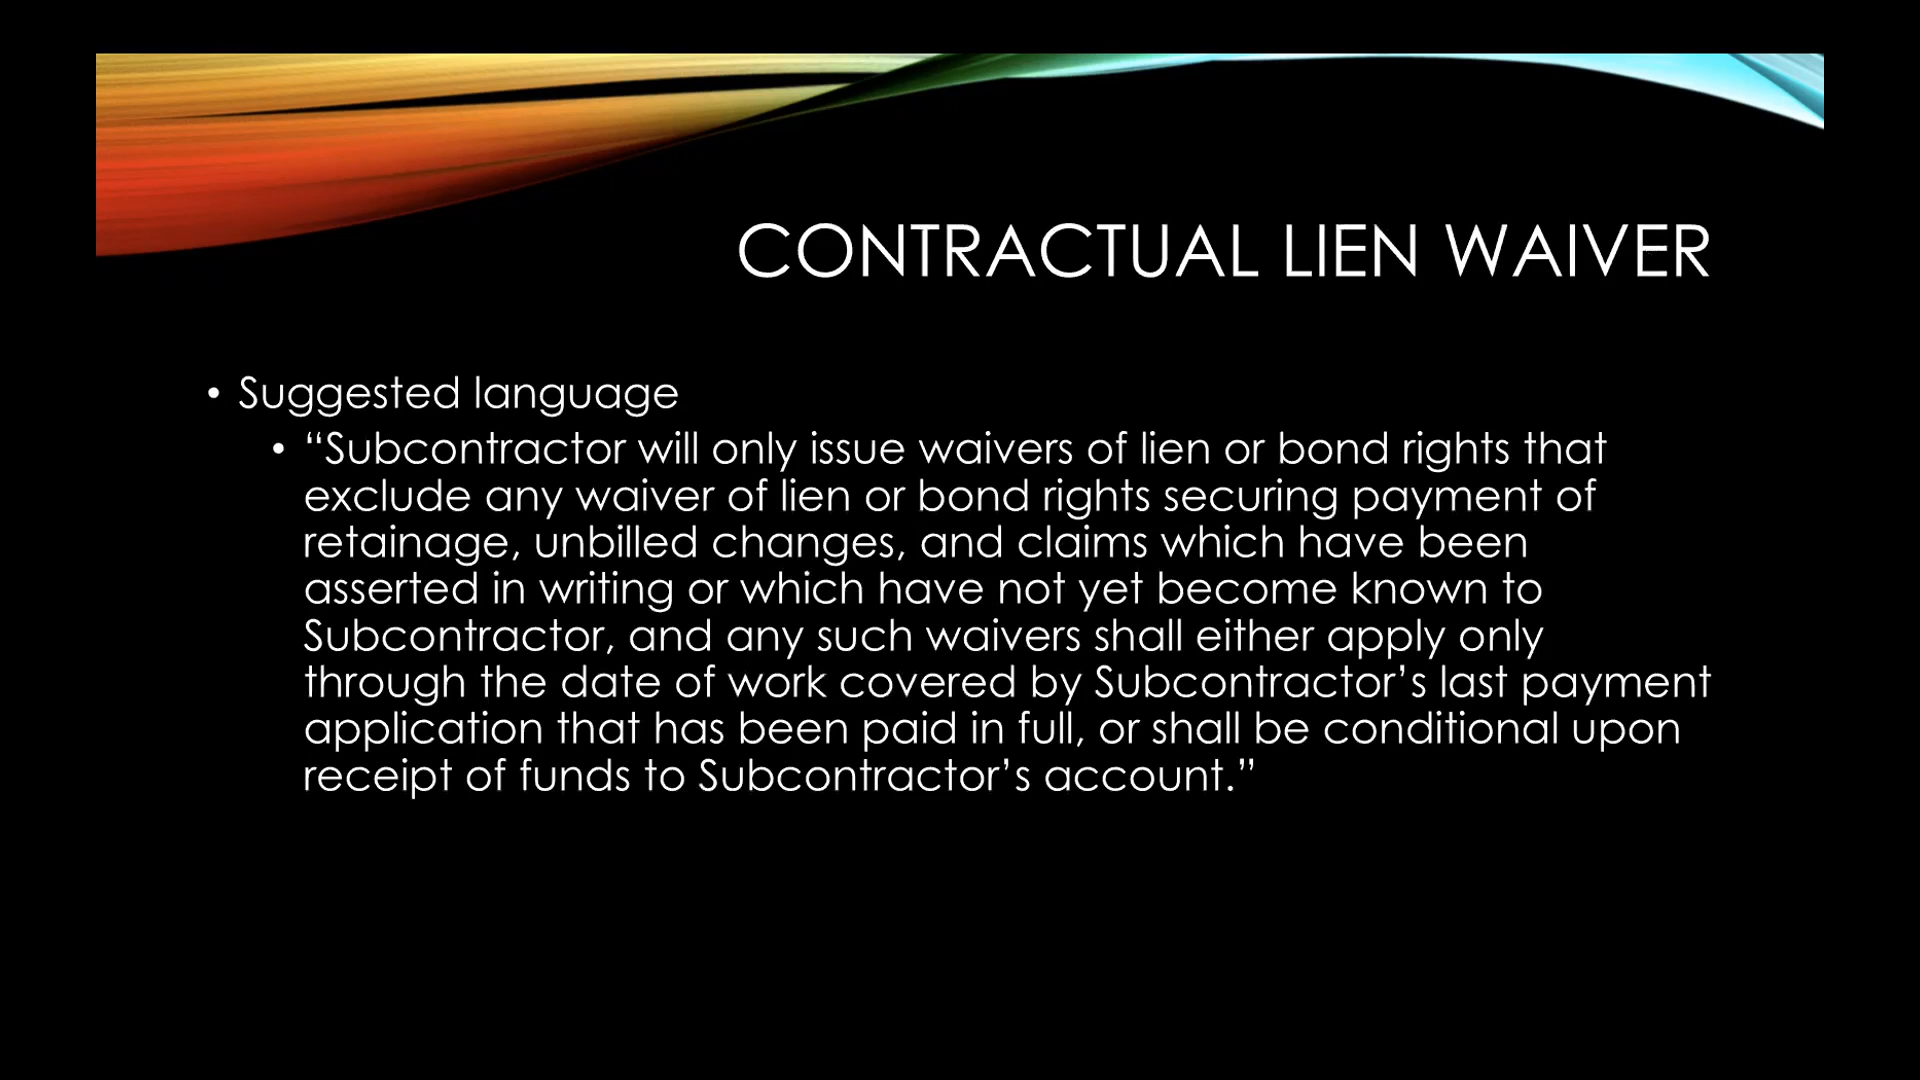 CONTRACTUAL LIEN WAIVER
• Suggested language
• “Subcontractor will only issue waivers of lien or bond rights that
exclude any waiver of lien or bond rights securing payment of
retainage, unbilled changes, and claims which have been
asserted in writing or which have not yet become known to
Subcontractor, and any such waivers shall either apply only
through the date of work covered by Subcontractor’s last payment
application that has been paid in full, or shall be conditional upon
receipt of funds to Subcontractor’s account.”